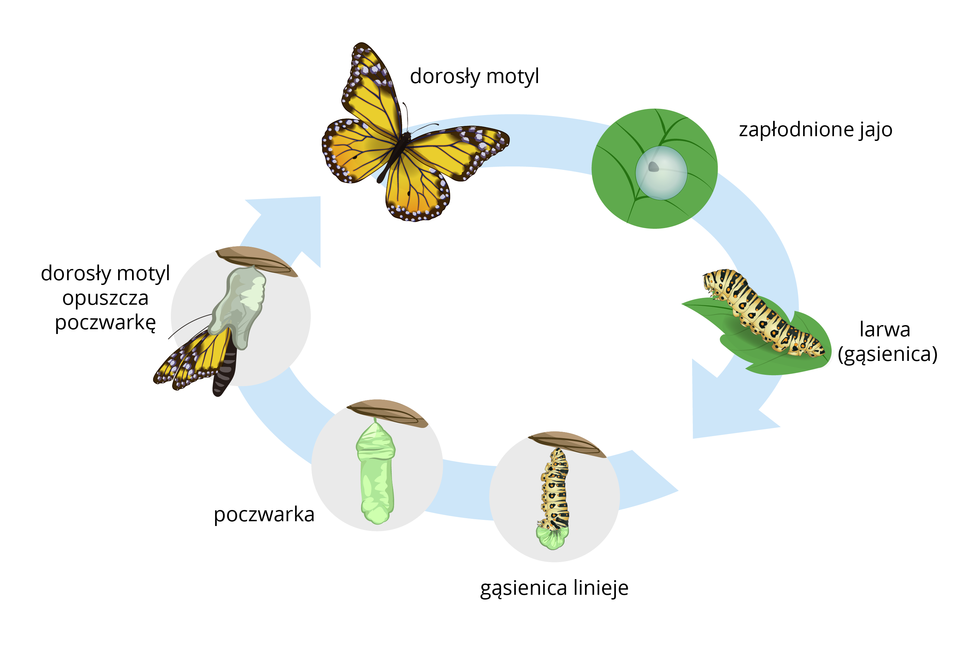 dorosły motyl
zapłodnione jajo
larwa
(gąsienica)
gąsienica linieje
poczwarka
dorosły motyl
opuszcza
poczwarkę